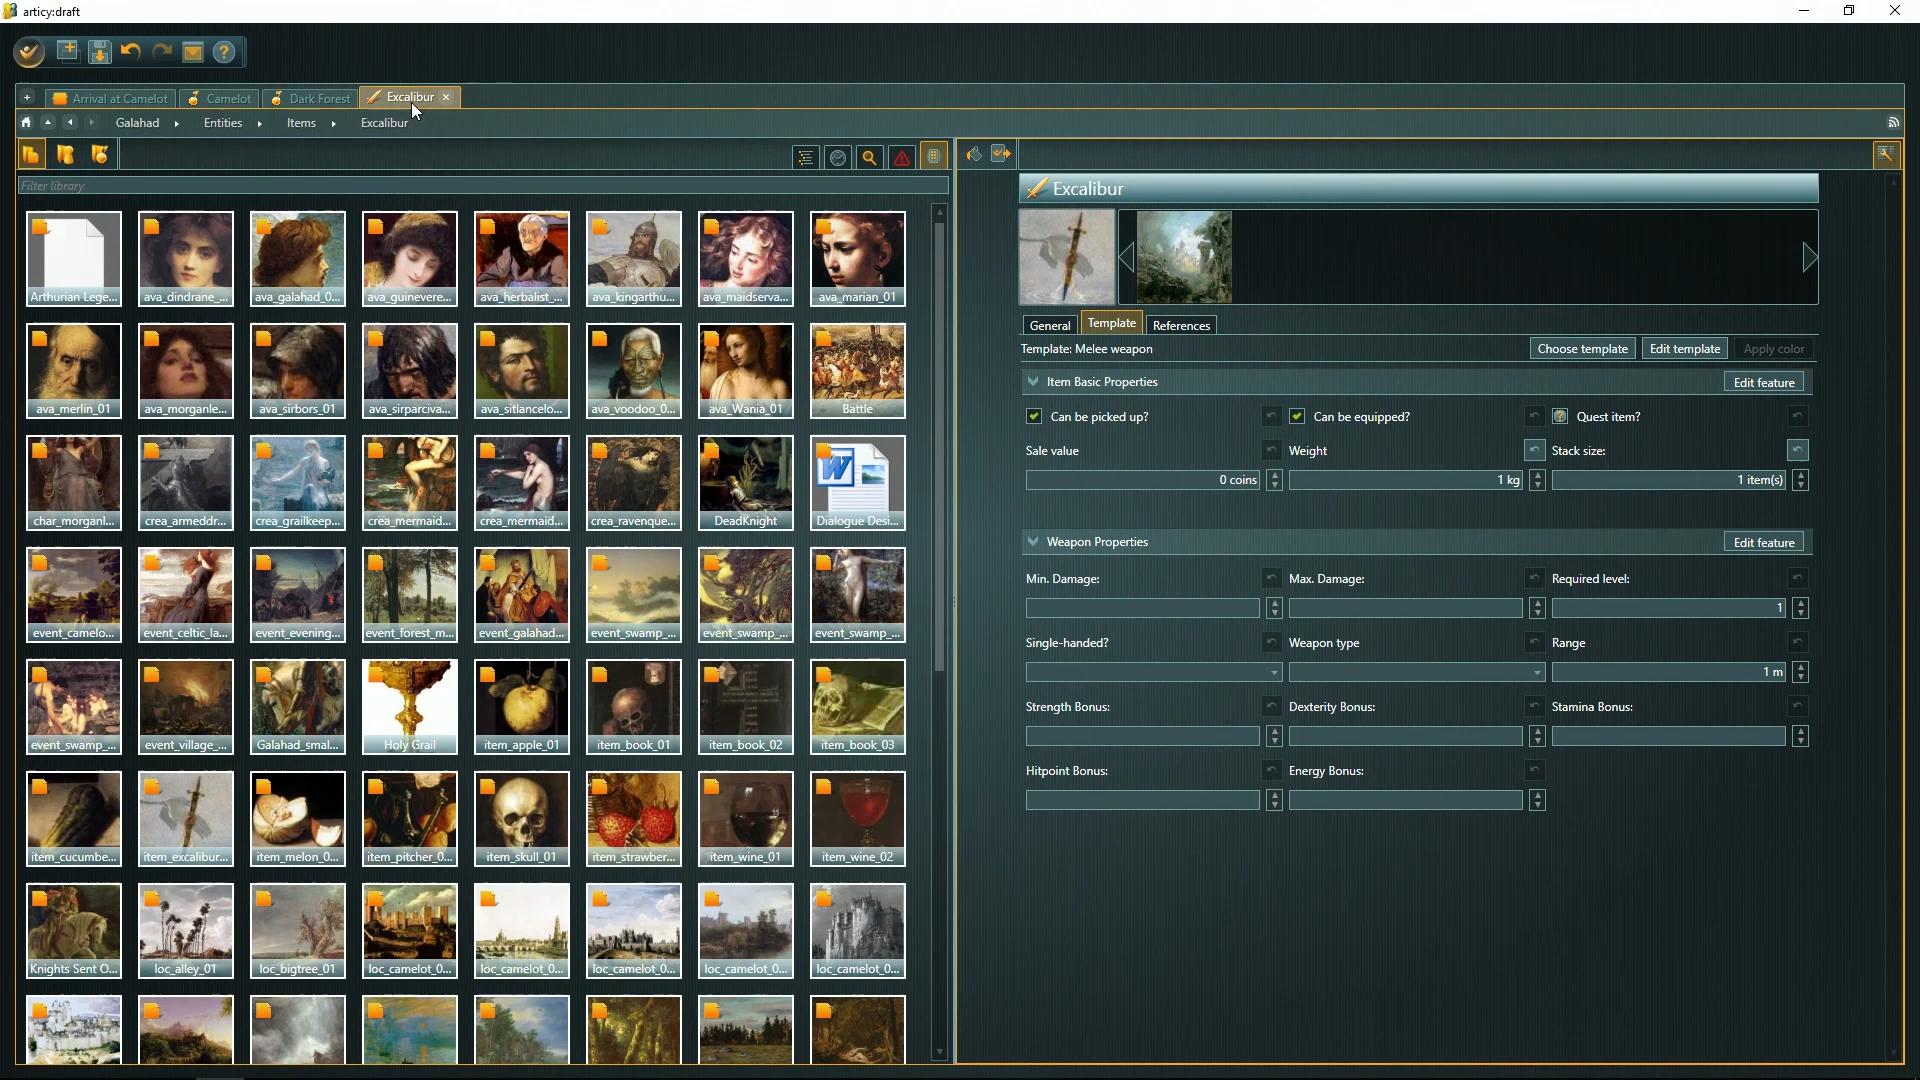 articy:draft
Arrival at Camelot
Camelot
Dark Forest
Excalibur
Galahad
Entities
Items
Excalibur
Filter library
Arthurian Lege...
ava_dindrane_...
ava_galahad_0...
ava_guinevere...
ava_herbalist_...
ava_kingarthu...
ava_maidserva...
ava_marian_01
ava_merlin_01
ava_morganle...
ava_sirbors_01
ava_sirparciva...
ava_sitlancelo...
ava_voodoo_0...
ava_Wania_01
Battle
char_morganl...
crea_armeddr...
crea_grailkeep...
crea_mermaid...
crea_mermaid...
crea_ravenque...
DeadKnight
Dialogue Desi...
event_camelo...
event_celtic_la...
event_evening...
event_forest_m...
event_galahad...
event_swamp_...
event_swamp_...
event_swamp_...
event_swamp_...
event_village_...
Galahad_smal...
Holy Grail
item_apple_01
item_book_01
item_book_02
item_book_03
item_cucumbe...
item_excalibur...
item_melon_0...
item_pitcher_0...
item_skull_01
item_strawber...
item_wine_01
item_wine_02
Knights Sent O...
loc_alley_01
loc_bigtree_01
loc_camelot_0...
loc_camelot_0...
loc_camelot_0...
loc_camelot_0...
loc_camelot_0...
Excalibur
General
Template
References
Template: Melee weapon
Choose template
Edit template
Apply color
Item Basic Properties
Edit feature
Can be picked up?
Can be equipped?
Quest item?
Sale value
Weight
Stack size:
0 coins
1 kg
1 item(s)
Weapon Properties
Edit feature
Min. Damage:
Max. Damage:
Required level:
1
Single-handed?
Weapon type
Range
1 m
Strength Bonus:
Dexterity Bonus:
Stamina Bonus:
Hitpoint Bonus:
Energy Bonus: